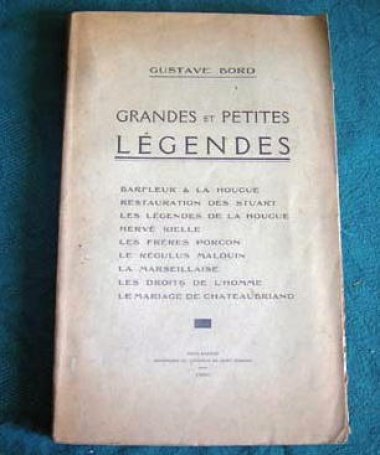 GUSTAVE BORD
GRANDES ET PETITES
LÉGENDES
BARFLEUR & LA HOUGUE
RESTAURATION DES STUART
LES LÉGENDES DE LA HOUGUE
HERVÉ RIELLE
LES FRÈRES PORCON
LE RÉGULUS MALOUIN
LA MARSEILLAISE
LES DROITS DE L'HOMME
LE MARIAGE DE CHATEAUBRIAND